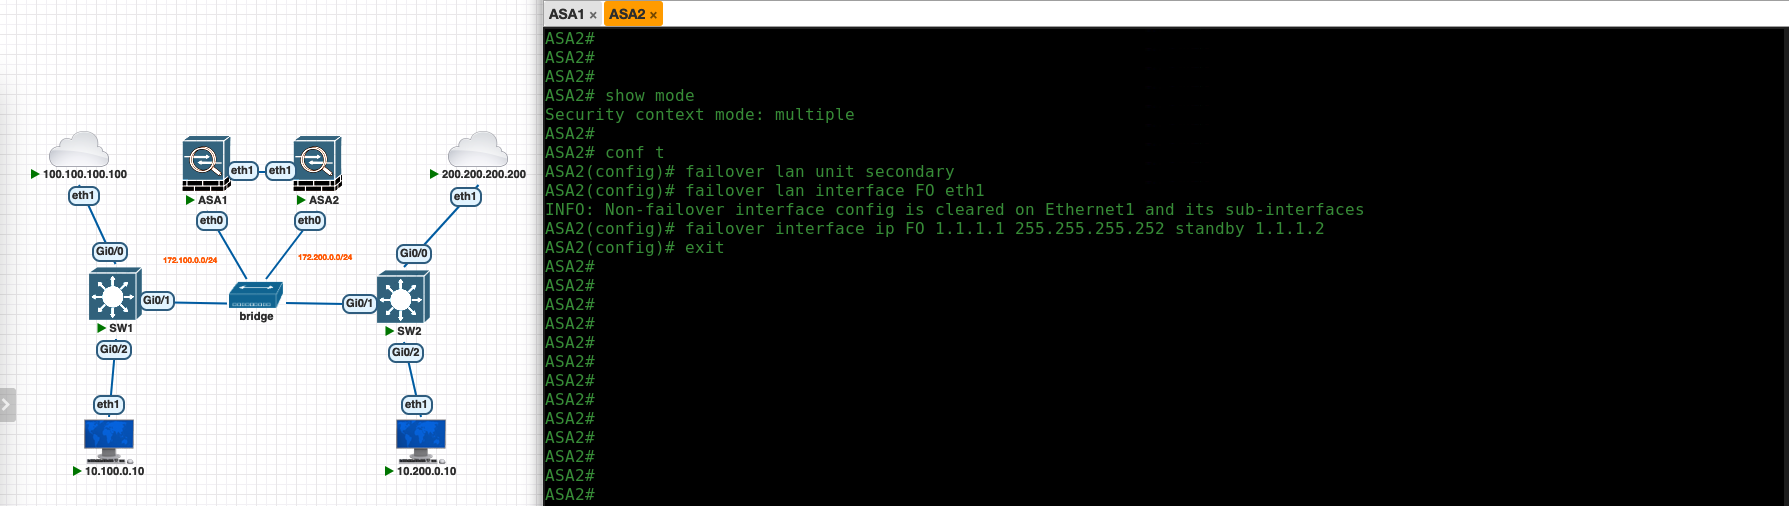 100.100.100.100
eth1
Gi0/0
SW1
Gi0/1
Gi0/2
eth1
10.100.0.10
ASA1
eth1
eth0
172.100.0.0/24
eth1
ASA2
eth0
172.200.0.0/24
bridge
200.200.200.200
eth1
Gi0/0
Gi0/1
SW2
Gi0/2
eth1
10.200.0.10
ASA1 × ASA2 ×
ASA2#
ASA2#
ASA2#
ASA2# show mode
Security context mode: multiple
ASA2#
ASA2# conf t
ASA2(config)# failover lan unit secondary
ASA2(config)# failover lan interface FO eth1
INFO: Non-failover interface config is cleared on Ethernet1 and its sub-interfaces
ASA2(config)# failover interface ip FO 1.1.1.1 255.255.255.252 standby 1.1.1.2
ASA2(config)# exit
ASA2#
ASA2#
ASA2#
ASA2#
ASA2#
ASA2#
ASA2#
ASA2#
ASA2#
ASA2#
ASA2#
ASA2#
ASA2#